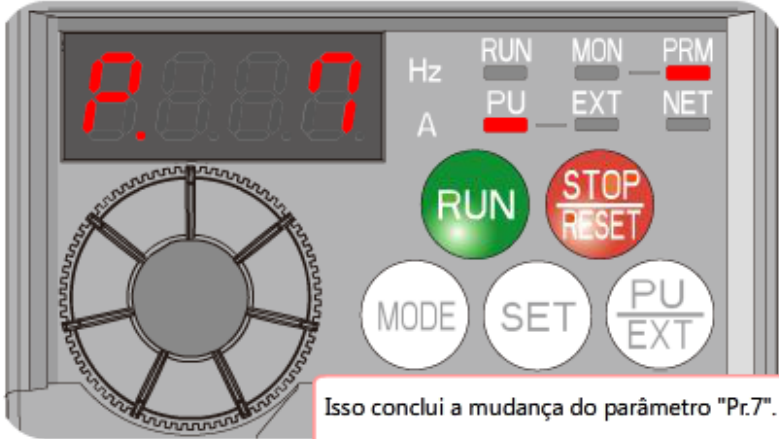 P. 7
Hz
RUN MON PRM
A
PU EXT NET
RUN
STOP
RESET
MODE
SET
PU
EXT
Isso conclui a mudança do parâmetro "Pr.7".